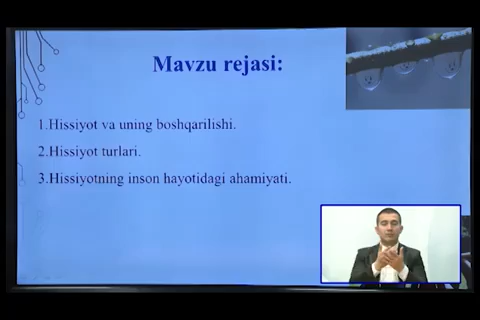 Mavzu rejasi:
1.Hissiyot va uning boshqarilishi.
2.Hissiyot turlari.
3.Hissiyotning inson hayotidagi ahamiyati.